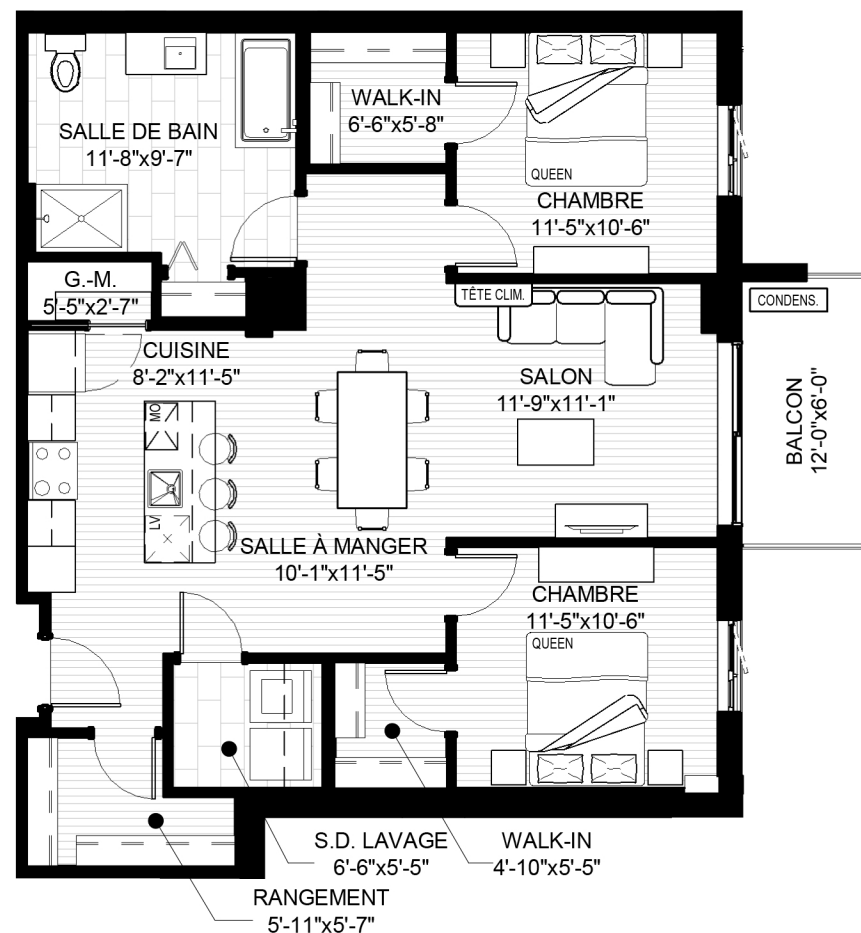 SALLE DE BAIN
11'-8"x9'-7"
WALK-IN
6'-6"x5'-8"
QUEEN
CHAMBRE
11'-5"x10'-6"
G.-M.
5'-5"x2'-7"
TÊTE CLIM.
CONDENS.
CUISINE
8'-2"x11'-5"
SALON
11'-9"x11'-1"
BALCON
12'-0"x6'-0"
MO
LV
SALLE À MANGER
10'-1"x11'-5"
CHAMBRE
11'-5"x10'-6"
QUEEN
S.D. LAVAGE
6'-6"x5'-5"
WALK-IN
4'-10"x5'-5"
RANGEMENT
5'-11"x5'-7"